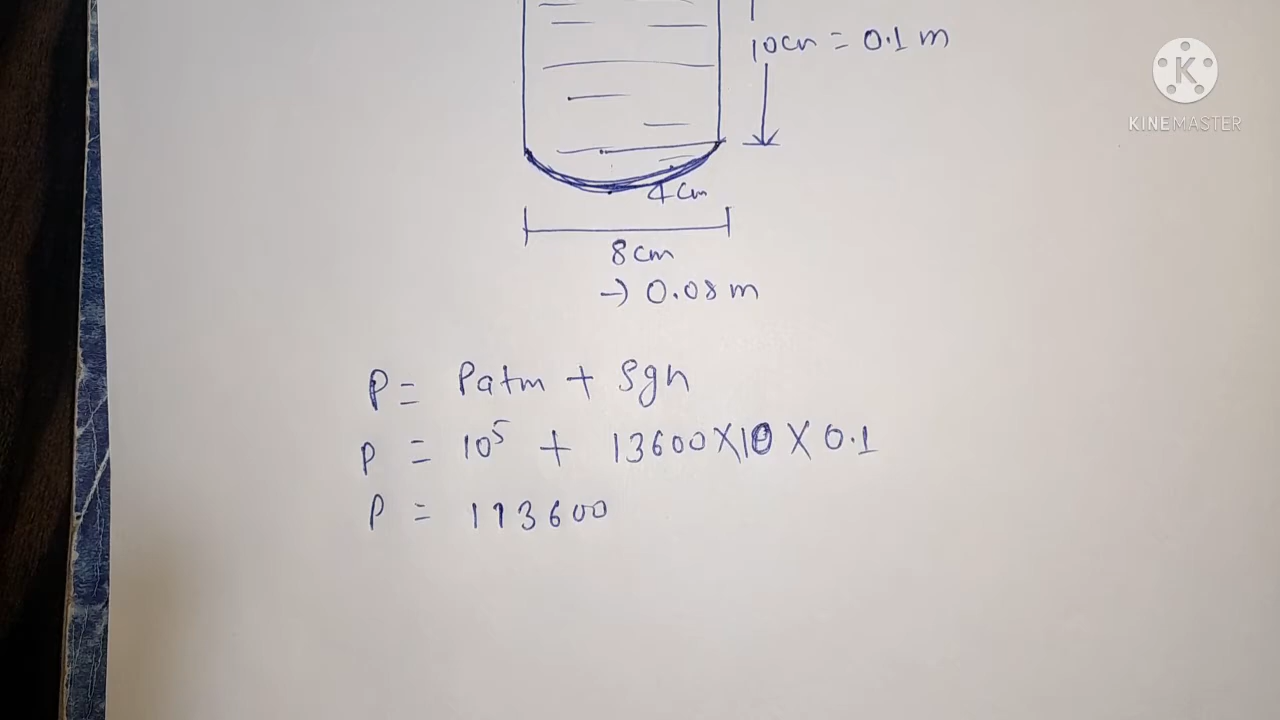 10cm = 0.1 m
KINEMASTER
4cm
8cm
→ 0.08 m
P = Patm + ρgh
P = 10⁵ + 13600×10×0.1
P = 113600